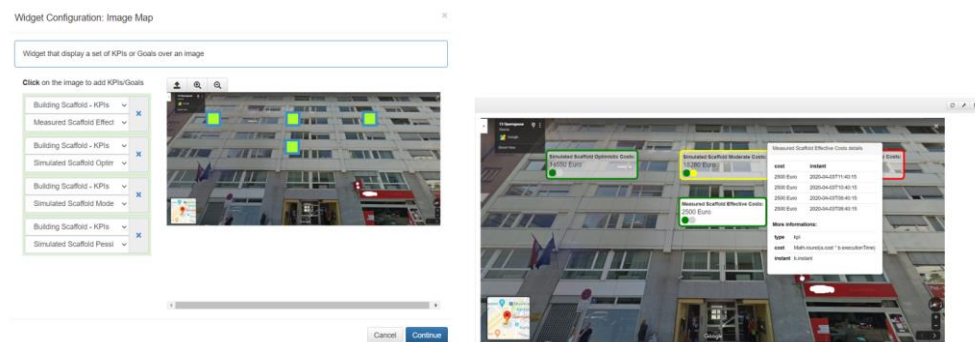 Widget Configuration: Image Map
×
Widget that display a set of KPIs or Goals over an image
Click on the image to add KPIs/Goals
Building Scaffold - KPIs
Measured Scaffold Effect
Building Scaffold - KPIs
Simulated Scaffold Optin
Building Scaffold - KPIs
Simulated Scaffold Mode
Building Scaffold - KPIs
Simulated Scaffold Pessi
Cancel
Continue
Simulated Scaffold Optimistic Costs:
Simulated Scaffold Moderate Costs:
Costs:
Measured Scaffold Effective Costs:
2500 Euro
Measured Scaffold Effective Costs details
cost instant
2500 Euro 2020-04-03T11:40:15
2500 Euro 2020-04-03T10:40:15
2500 Euro 2020-04-03T09:40:15
2500 Euro 2020-04-03T08:40:15
More informations:
type kpi
cost Math.round(a.cost * b.executionTime)
instant b.instant
Google